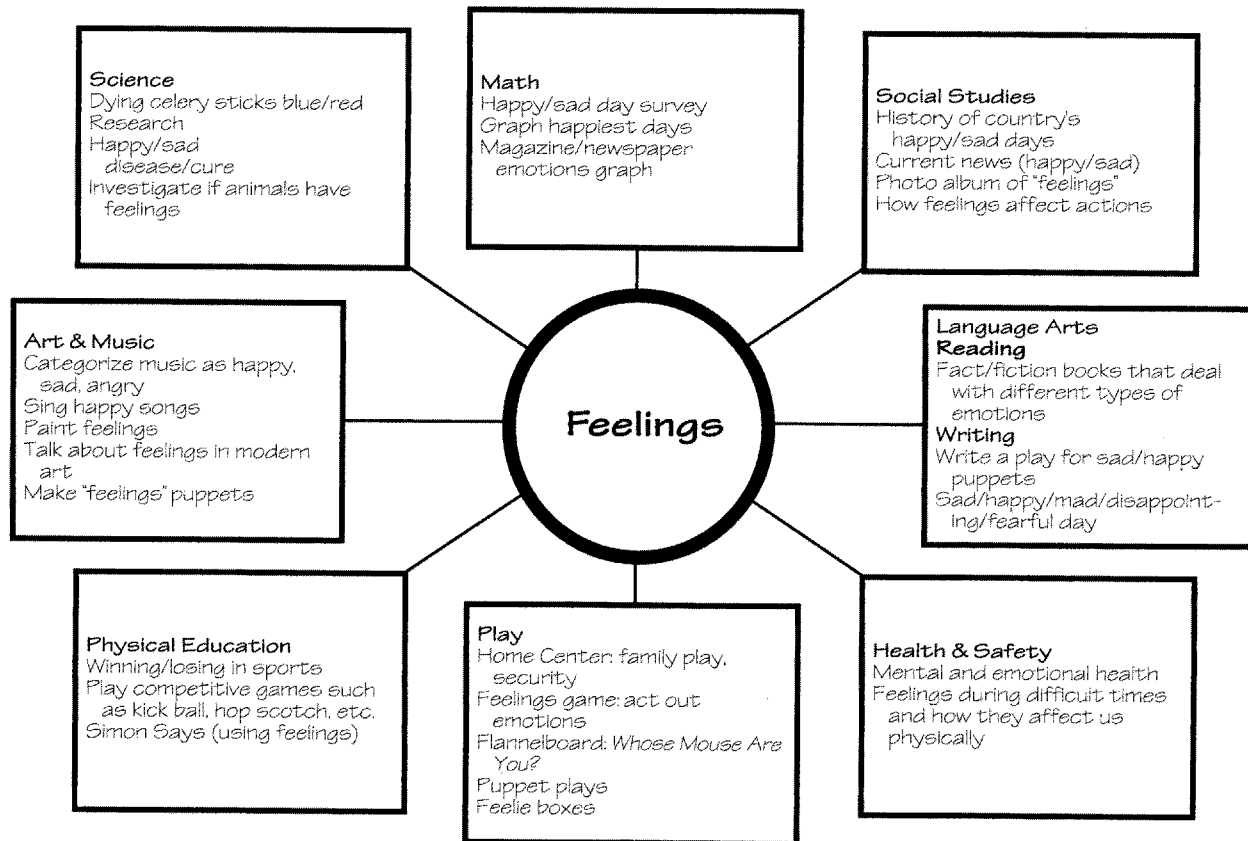 Science
Dying celery sticks blue/red
Research
Happy/sad
disease/cure
Investigate if animals have
feelings
Math
Happy/sad day survey
Graph happiest days
Magazine/newspaper
emotions graph
Social Studies
History of country's
happy/sad days
Current news (happy/sad)
Photo album of "feelings"
How feelings affect actions
Art & Music
Categorize music as happy,
sad, angry
Sing happy songs
Paint feelings
Talk about feelings in modern
art
Make "feelings" puppets
Feelings
Language Arts
Reading
Fact/fiction books that deal
with different types of
emotions
Writing
Write a play for sad/happy
puppets
Sad/happy/mad/disappoint-
ing/fearful day
Physical Education
Winning/losing in sports
Play competitive games such
as kick ball, hop scotch, etc.
Simon Says (using feelings)
Play
Home Center: family play,
security
Feelings game: act out
emotions
Flannelboard: Whose Mouse Are
You?
Puppet plays
Feelie boxes
Health & Safety
Mental and emotional health
Feelings during difficult times
and how they affect us
physically